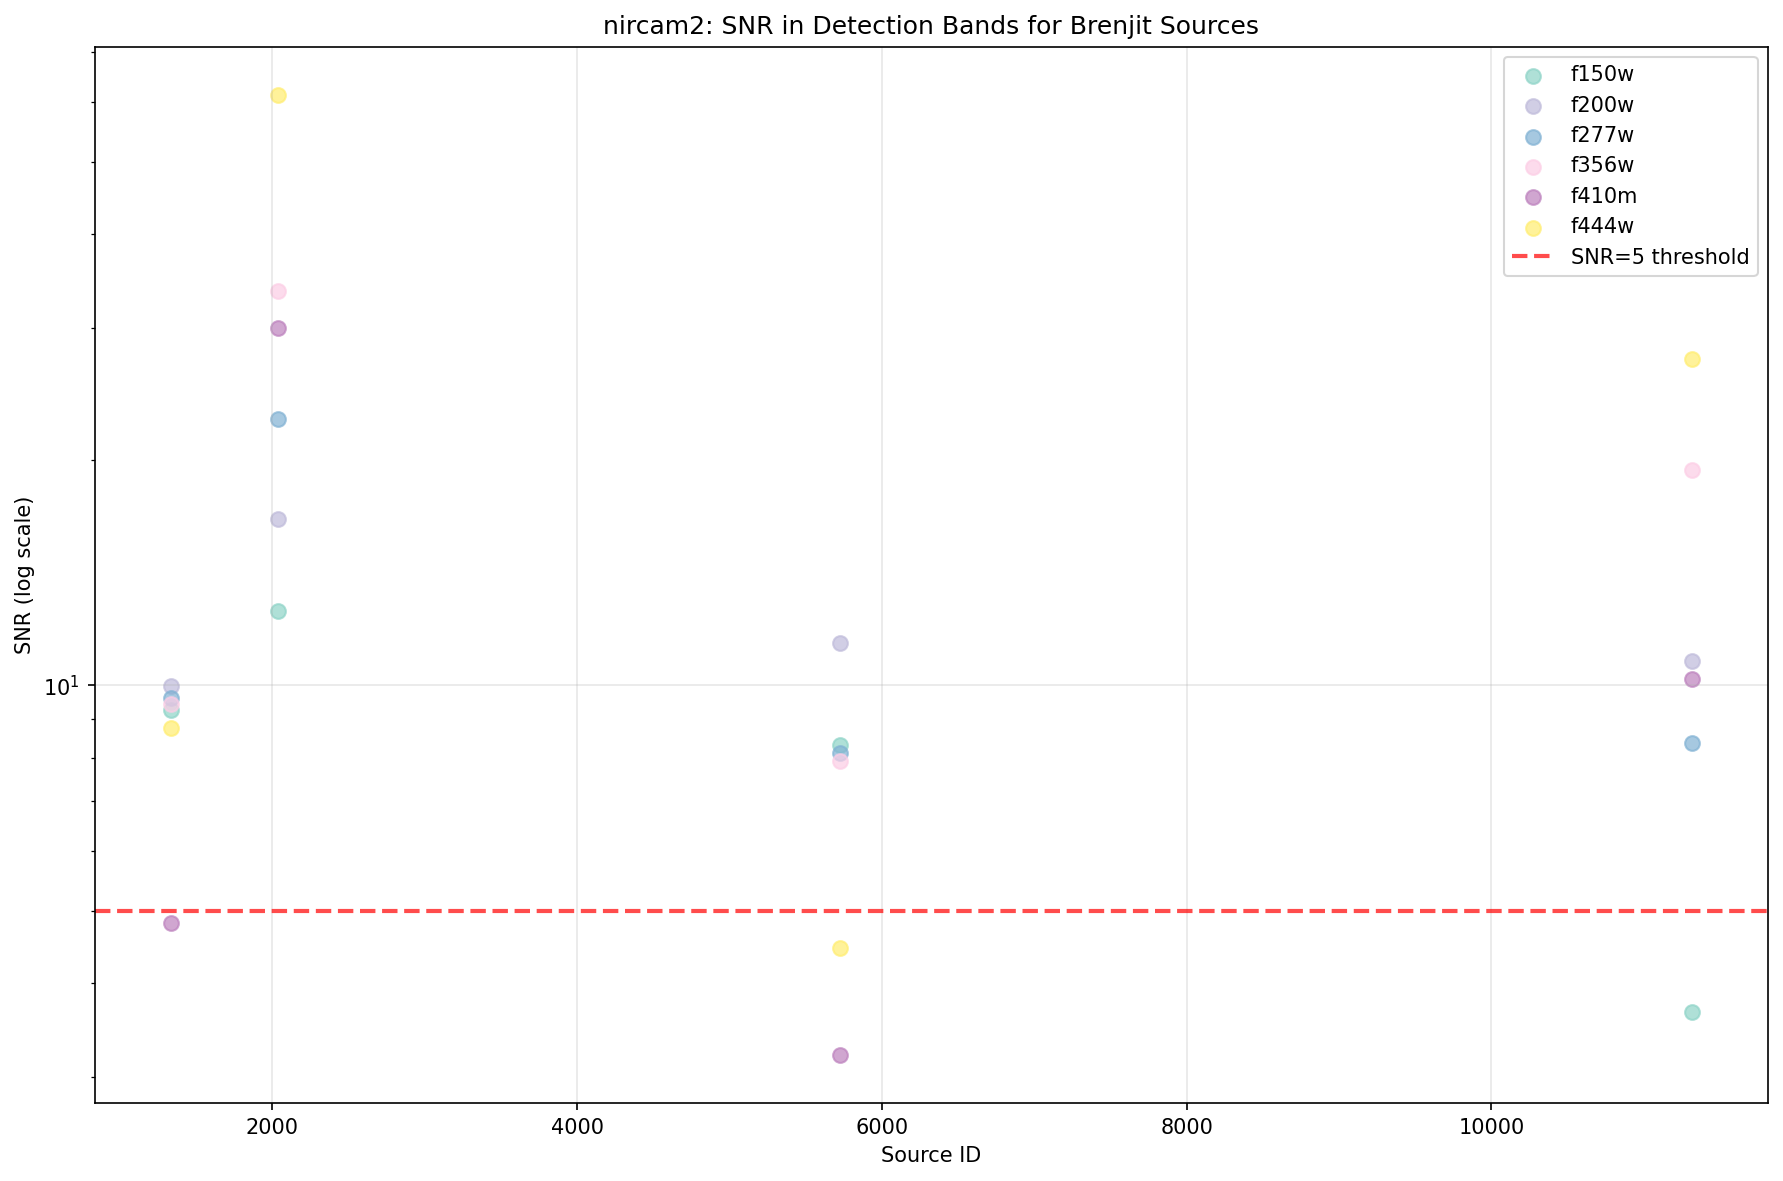 nircam2: SNR in Detection Bands for Brenjit Sources
f150w
f200w
f277w
f356w
f410m
f444w
SNR=5 threshold
SNR (log scale)
10¹
2000 4000 6000 8000 10000
Source ID